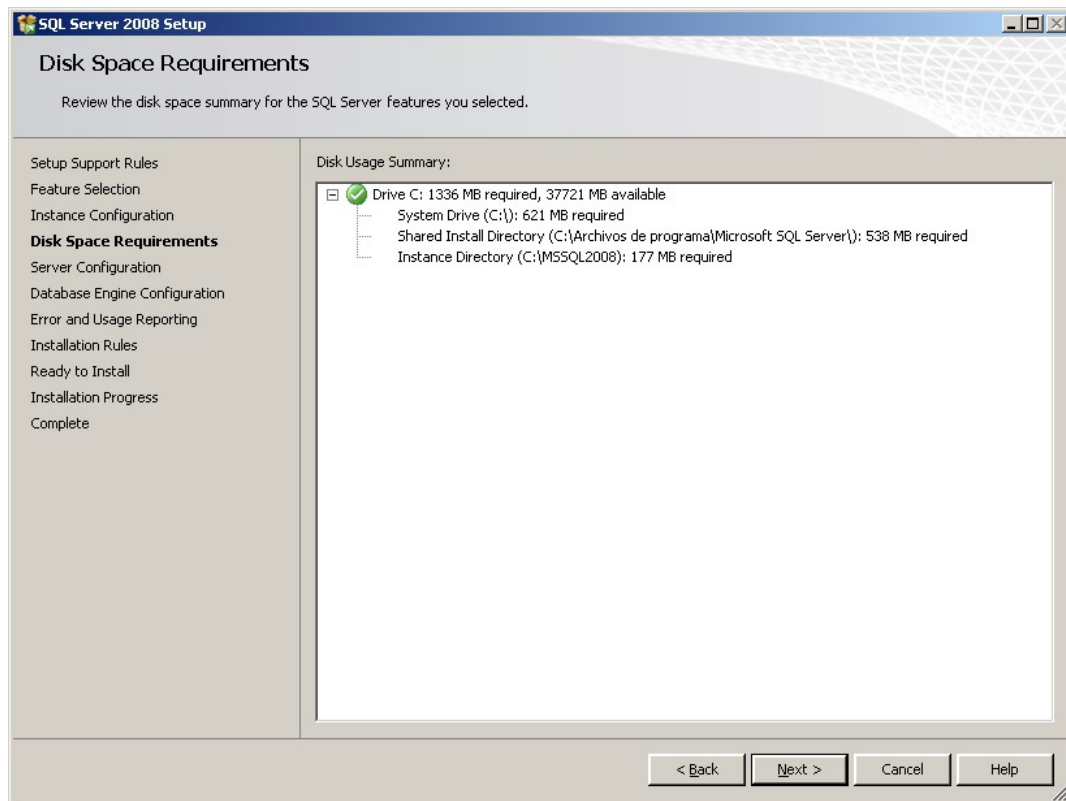 SQL Server 2008 Setup
Disk Space Requirements
Review the disk space summary for the SQL Server features you selected.
Setup Support Rules
Feature Selection
Instance Configuration
Disk Space Requirements
Server Configuration
Database Engine Configuration
Error and Usage Reporting
Installation Rules
Ready to Install
Installation Progress
Complete
Disk Usage Summary:
Drive C: 1336 MB required, 37721 MB available
System Drive (C:\): 621 MB required
Shared Install Directory (C:\Archivos de programa\Microsoft SQL Server\): 538 MB required
Instance Directory (C:\MSSQL2008): 177 MB required
< Back
Next >
Cancel
Help